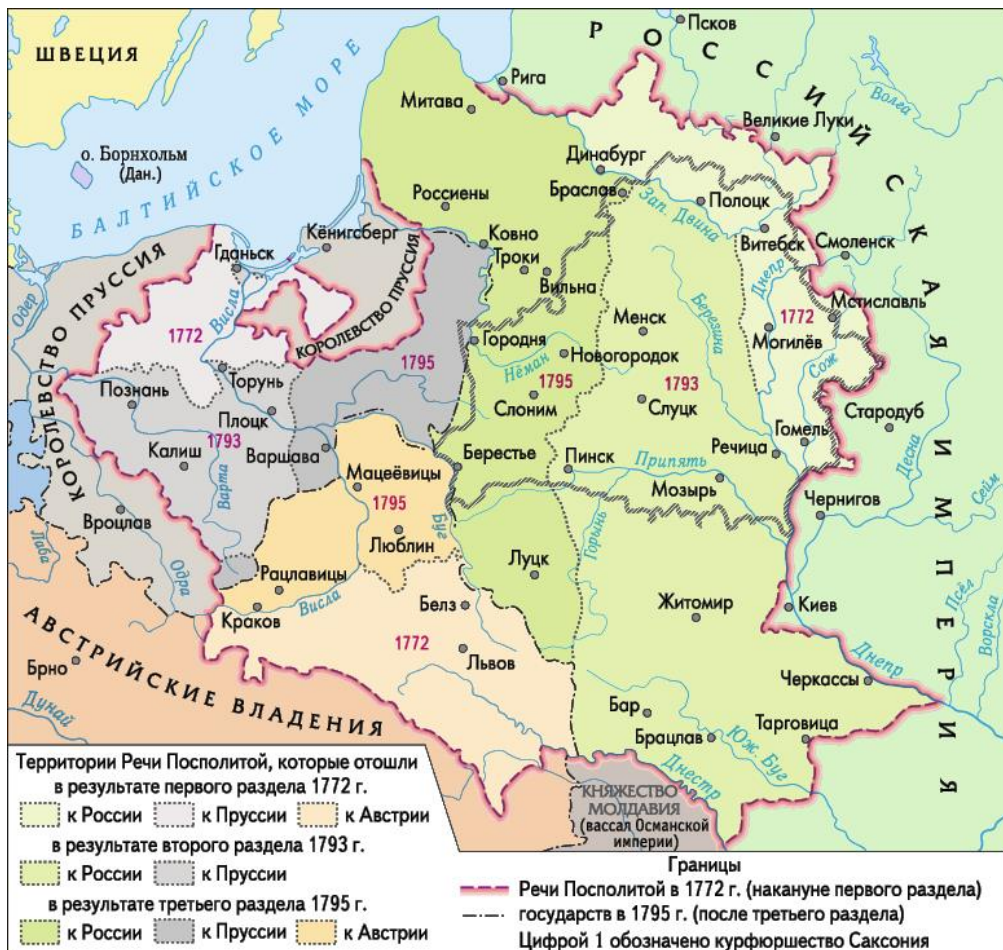 ШВЕЦИЯ
РОССИЙСКАЯ ИМПЕРИЯ
Псков
Рига
Волга
Митава
Великие Луки
БАЛТИЙСКОЕ МОРЕ
о. Борнхольм
(Дан.)
Динабург
Браслав
Россиены
Полоцк
Зап. Двина
Кёнигсберг
Ковно
Витебск
Смоленск
Гданьск
Троки
Вильна
Днепр
КОРОЛЕВСТВО ПРУССИЯ
Одер
Висла
КОРОЛЕВСТВО ПРУССИЯ
Мстиславль
1772
Менск
Березина
1772
Могилёв
Городня
Новогородок
Неман
1795
Сож
Торунь
Познань
1795
1793
Слоним
Слуцк
Плоцк
Стародуб
1793
Калиш
Варшава
Гомель
Речица
Десна
Варта
Мацеёвицы
Берестье
Пинск
Припять
Мозырь
Сейм
1795
Чернигов
Вроцлав
Буг
Горынь
Лаба
Люблин
Одра
Луцк
Рацлавицы
Псёл
Висла
Белз
Житомир
Киев
Ворскла
Краков
1772
АВСТРИЙСКИЕ ВЛАДЕНИЯ
Брно
Львов
Днепр
Черкассы
Дунай
Бар
Брацлав
Юж. Буг
Тарговица
Днестр
КНЯЖЕСТВО
МОЛДАВИЯ
(вассал Османской
империи)
Территории Речи Посполитой, которые отошли
в результате первого раздела 1772 г.
к России к Пруссии к Австрии
в результате второго раздела 1793 г.
к России к Пруссии
в результате третьего раздела 1795 г.
к России к Пруссии к Австрии
Границы
Речи Посполитой в 1772 г. (накануне первого раздела)
государств в 1795 г. (после третьего раздела)
Цифрой 1 обозначено курфюршество Саксония